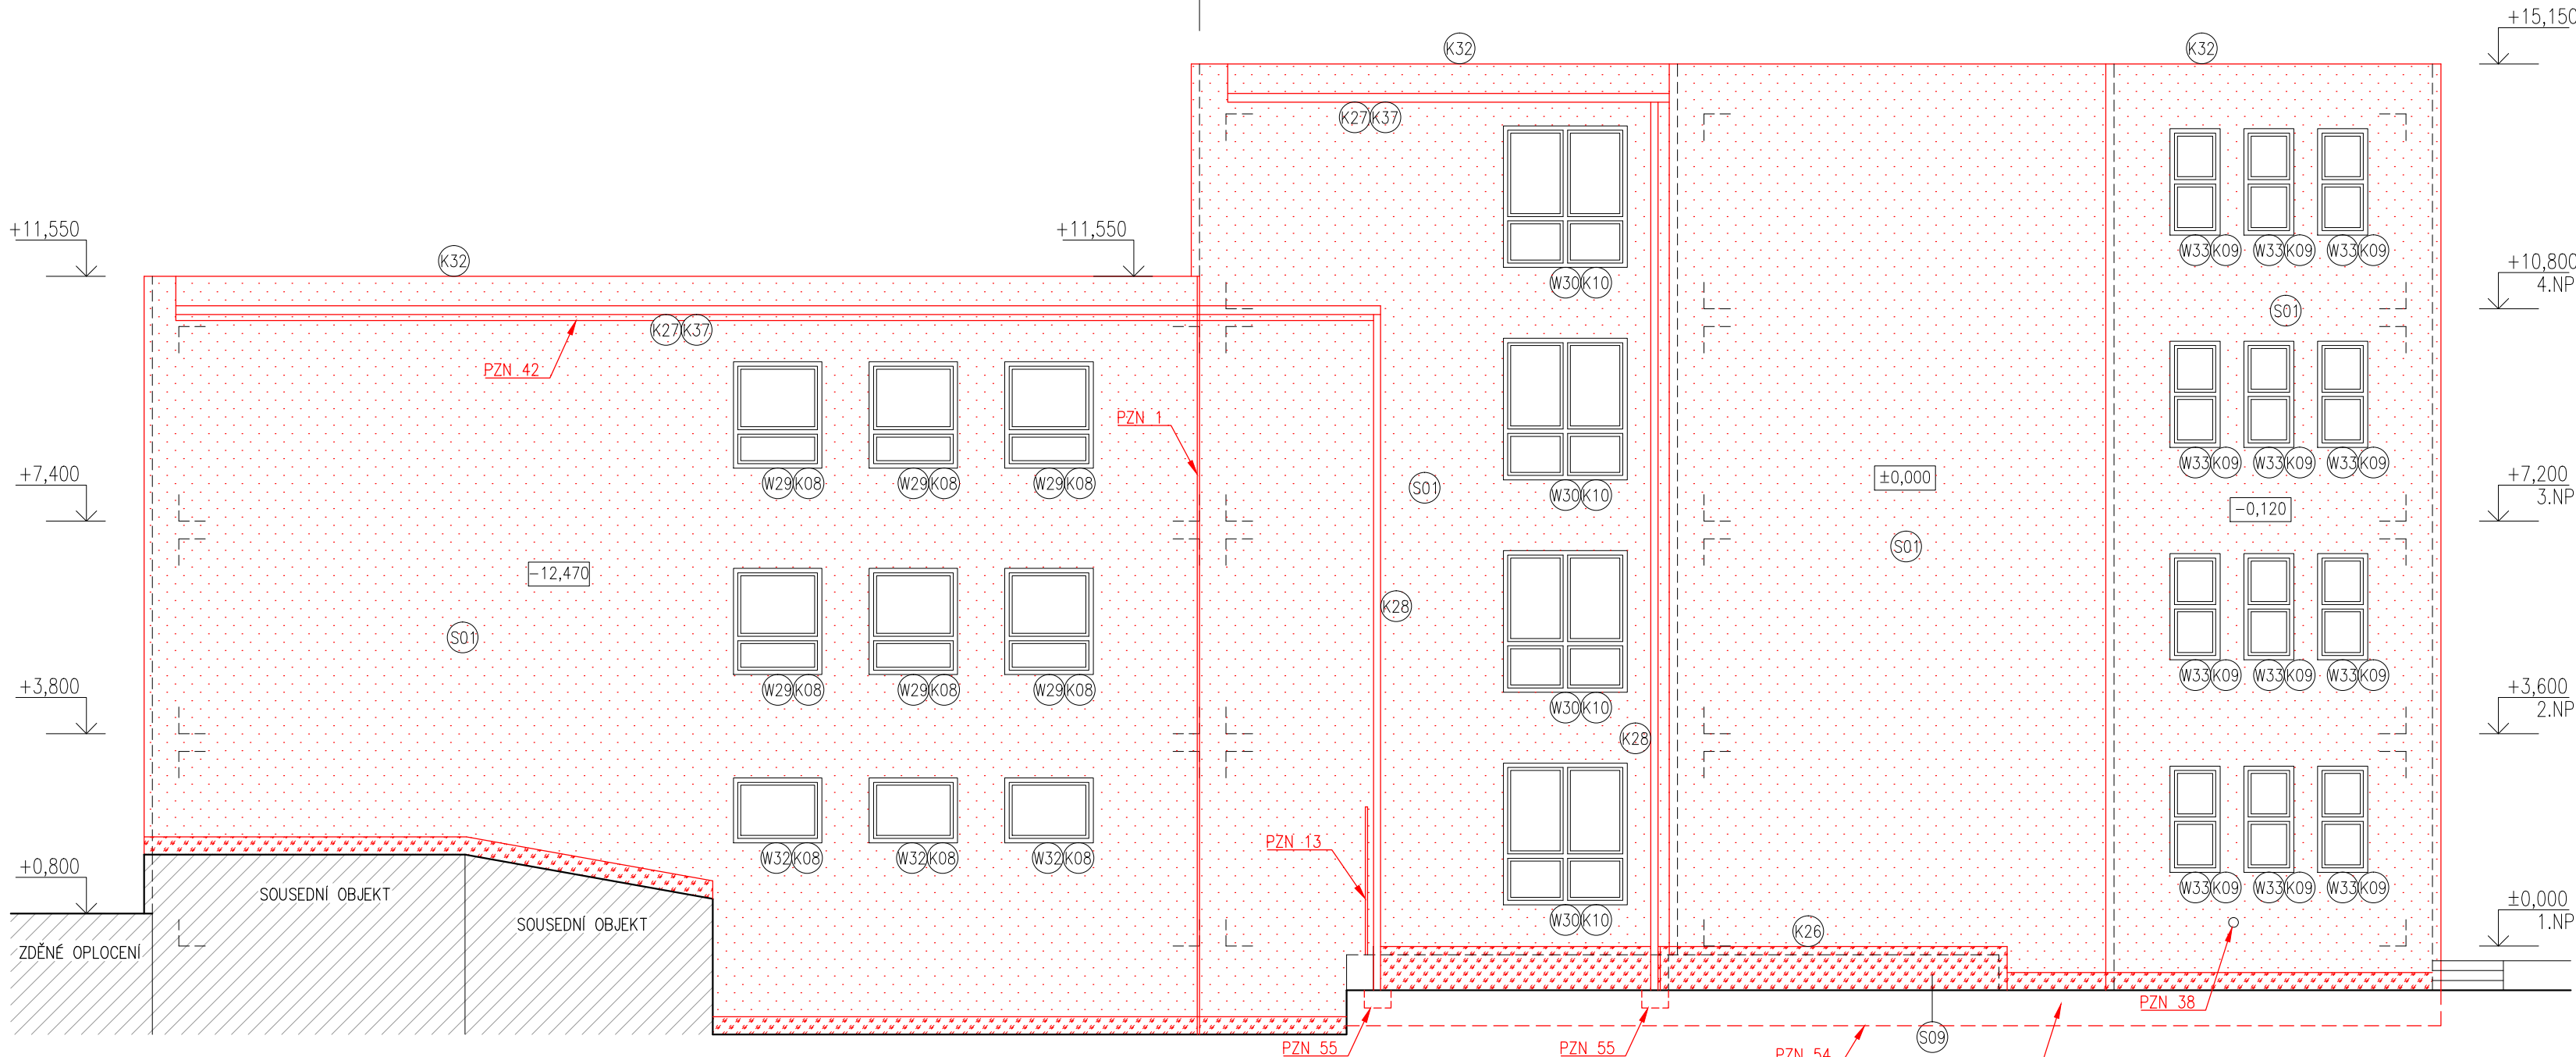 +15,150
K32
K32
K27 K37
+11,550
+11,550
K32
W33 K09 W33 K09 W33 K09
+10,800
4.NP
W30 K10
S01
K27 K37
PZN 42
PZN 1
W33 K09 W33 K09 W33 K09
+7,400
W29 K08 W29 K08 W29 K08
S01
W30 K10
±0,000
+7,200
3.NP
-0,120
-12,470
S01
K28
S01
W33 K09 W33 K09 W33 K09
+3,800
W29 K08 W29 K08 W29 K08
W30 K10
K28
+3,600
2.NP
PZN 13
W32 K08 W32 K08 W32 K08
+0,800
SOUSEDNÍ OBJEKT
W33 K09 W33 K09 W33 K09
±0,000
1.NP
SOUSEDNÍ OBJEKT
W30 K10
K26
ZDĚNÉ OPLOCENÍ
PZN 38
S09
PZN 55
PZN 55
PZN 54